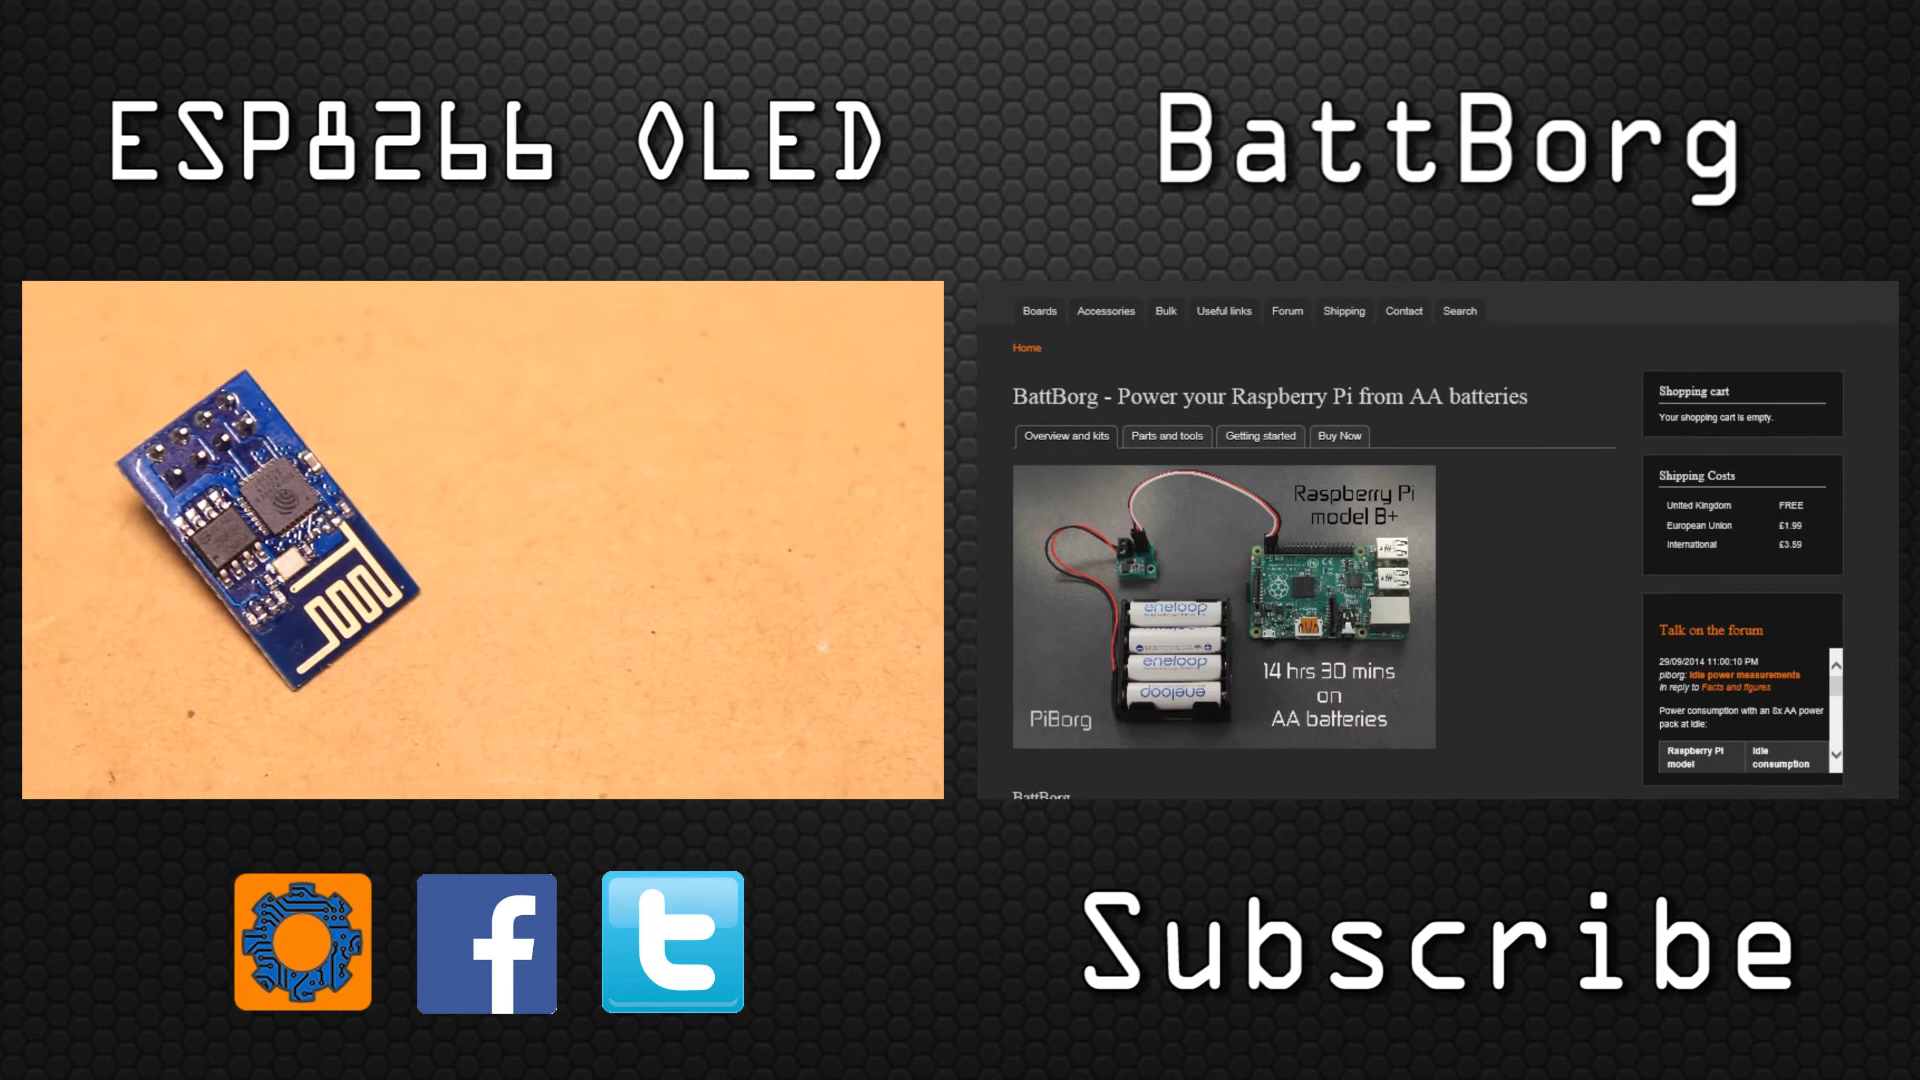 ESP8266 OLED
BattBorg
Boards Accessories Bulk Useful links Forum Shipping Contact Search
Home
BattBorg - Power your Raspberry Pi from AA batteries
Overview and kits Parts and tools Getting started Buy Now
Raspberry Pi
model B+
eneloop
eneloop
eneloop
14 hrs 30 mins
on
AA batteries
PiBorg
BattBorg
Shopping cart
Your shopping cart is empty.
Shipping Costs
United Kingdom FREE
European Union £1.99
International £3.59
Talk on the forum
29/09/2014 11:00:10 PM
piborg: Idle power measurements
In reply to Facts and figures
Power consumption with an 8x AA power
pack at idle:
Raspberry Pi
model
Idle
consumption
Subscribe